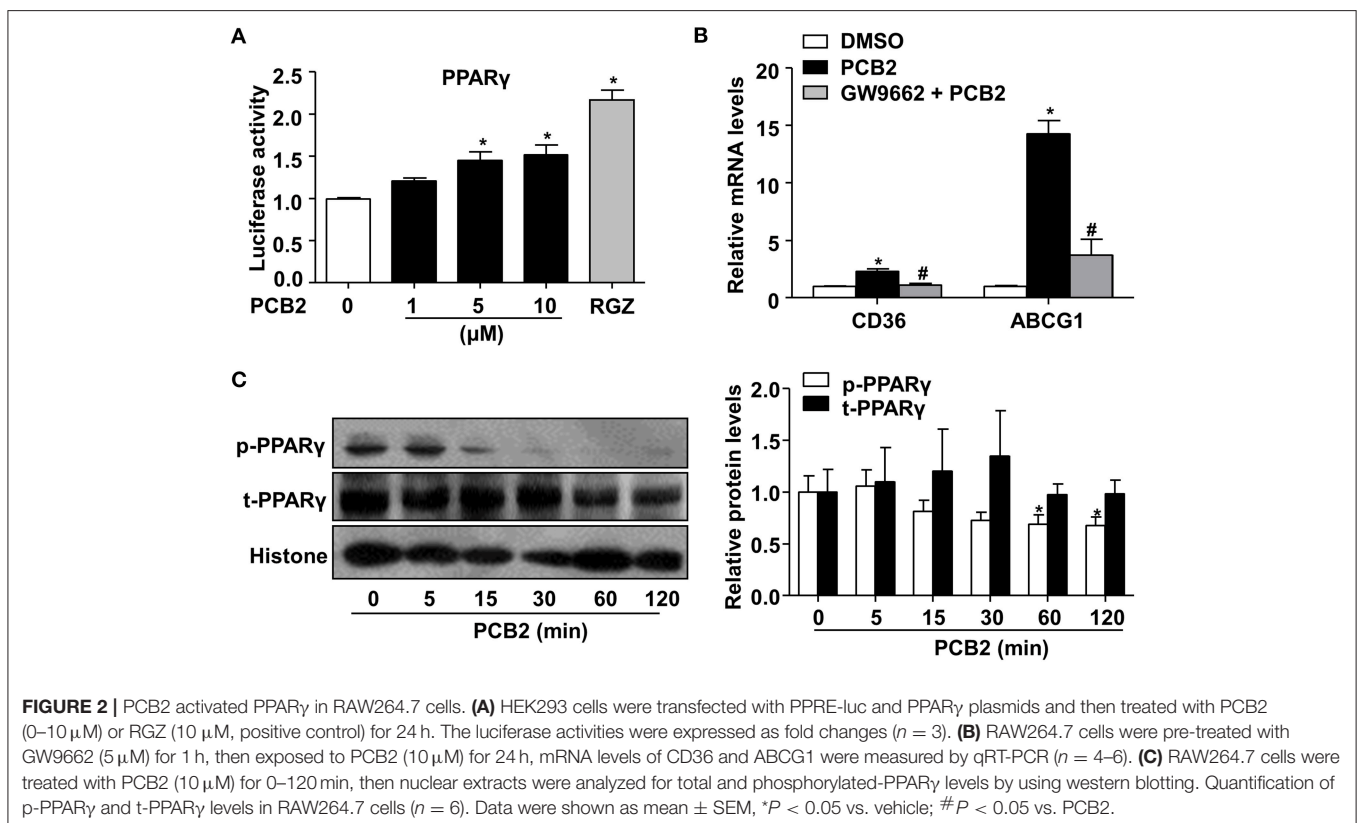 A
PPARγ
Luciferase activity
2.5
2.0
1.5
1.0
0.5
0.0
*
*
*
PCB2 0 1 5 10 RGZ
(μM)
B
DMSO
PCB2
GW9662 + PCB2
Relative mRNA levels
20
15
10
5
0
*
#
*
#
CD36 ABCG1
C
p-PPARγ
t-PPARγ
Histone
0 5 15 30 60 120
PCB2 (min)
p-PPARγ
t-PPARγ
Relative protein levels
2.0
1.5
1.0
0.5
0.0
*
*
0 5 15 30 60 120
PCB2 (min)
FIGURE 2 | PCB2 activated PPARγ in RAW264.7 cells. (A) HEK293 cells were transfected with PPRE-luc and PPARγ plasmids and then treated with PCB2
(0–10 μM) or RGZ (10 μM, positive control) for 24 h. The luciferase activities were expressed as fold changes (n = 3). (B) RAW264.7 cells were pre-treated with
GW9662 (5 μM) for 1 h, then exposed to PCB2 (10 μM) for 24 h, mRNA levels of CD36 and ABCG1 were measured by qRT-PCR (n = 4–6). (C) RAW264.7 cells were
treated with PCB2 (10 μM) for 0–120 min, then nuclear extracts were analyzed for total and phosphorylated-PPARγ levels by using western blotting. Quantification of
p-PPARγ and t-PPARγ levels in RAW264.7 cells (n = 6). Data were shown as mean ± SEM, *P < 0.05 vs. vehicle; #P < 0.05 vs. PCB2.